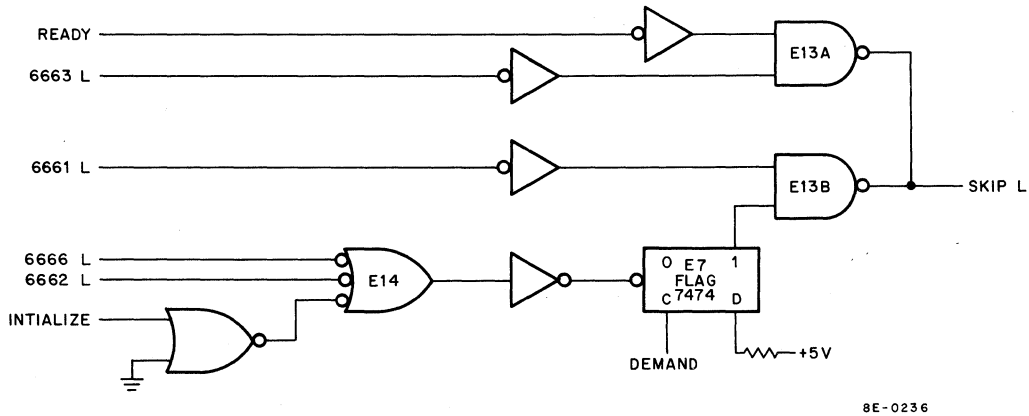 READY
E13A
6663 L
6661 L
E13B
SKIP L
6666 L
6662 L
E14
0 E7 1
FLAG
7474
C D
INTIALIZE
DEMAND
+5V
8E-0236